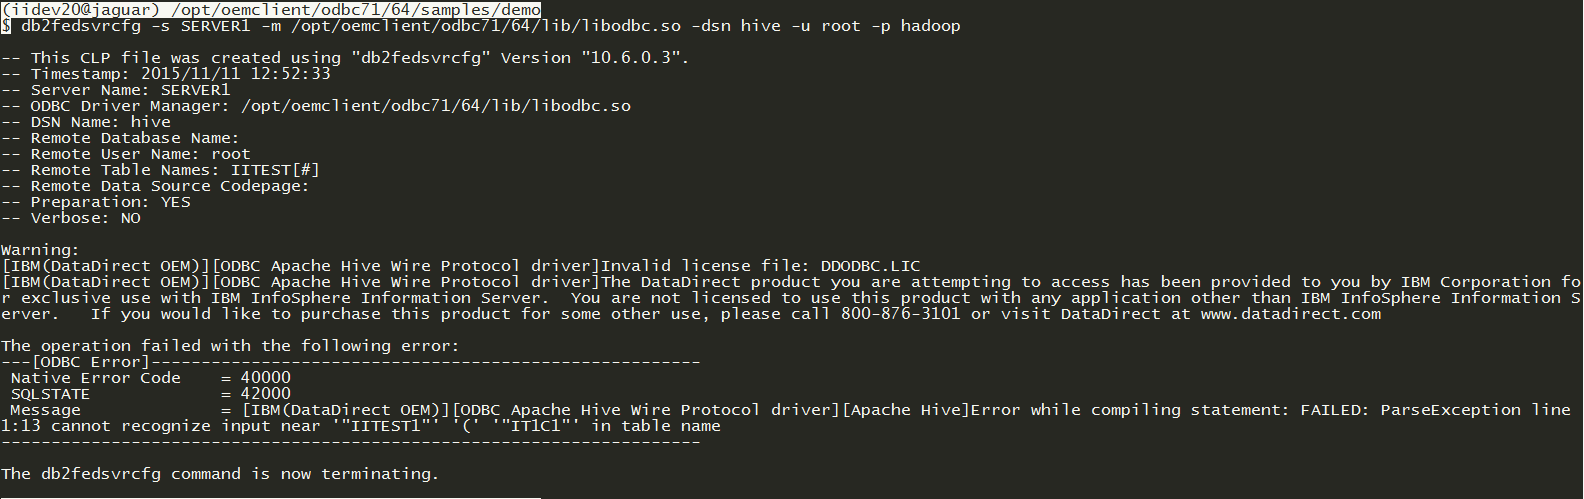 (iidev20@jaguar) /opt/oemclient/odbc71/64/samples/demo
$ db2fedsvrcfg -s SERVER1 -m /opt/oemclient/odbc71/64/lib/libodbc.so -dsn hive -u root -p hadoop
-- This CLP file was created using "db2fedsvrcfg" Version "10.6.0.3".
-- Timestamp: 2015/11/11 12:52:33
-- Server Name: SERVER1
-- ODBC Driver Manager: /opt/oemclient/odbc71/64/lib/libodbc.so
-- DSN Name: hive
-- Remote Database Name:
-- Remote User Name: root
-- Remote Table Names: IITEST[#]
-- Remote Data Source Codepage:
-- Preparation: YES
-- Verbose: NO
Warning:
[IBM(DataDirect OEM)][ODBC Apache Hive Wire Protocol driver]Invalid license file: DDODBC.LIC
[IBM(DataDirect OEM)][ODBC Apache Hive Wire Protocol driver]The DataDirect product you are attempting to access has been provided to you by IBM Corporation fo
r exclusive use with IBM InfoSphere Information Server.  You are not licensed to use this product with any application other than IBM InfoSphere Information S
erver.   If you would like to purchase this product for some other use, please call 800-876-3101 or visit DataDirect at www.datadirect.com
The operation failed with the following error:
---[ODBC Error]-------------------------------------------------------
 Native Error Code    = 40000
 SQLSTATE             = 42000
 Message              = [IBM(DataDirect OEM)][ODBC Apache Hive Wire Protocol driver][Apache Hive]Error while compiling statement: FAILED: ParseException line
1:13 cannot recognize input near '"IITEST1"' '(' '"IT1C1"' in table name
----------------------------------------------------------------------
The db2fedsvrcfg command is now terminating.